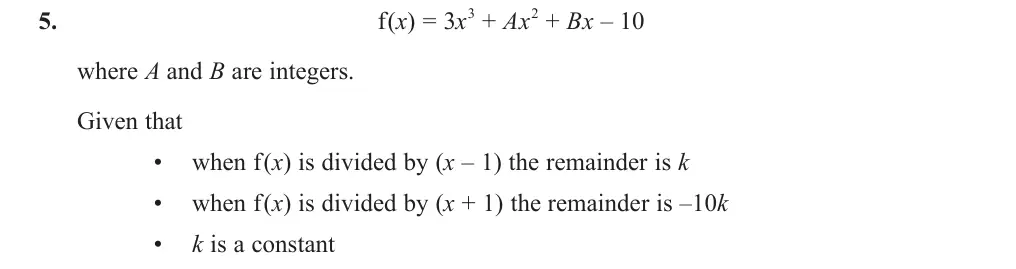 5. f(x) = 3x³ + Ax² + Bx – 10
where A and B are integers.
Given that
• when f(x) is divided by (x – 1) the remainder is k
• when f(x) is divided by (x + 1) the remainder is –10k
• k is a constant